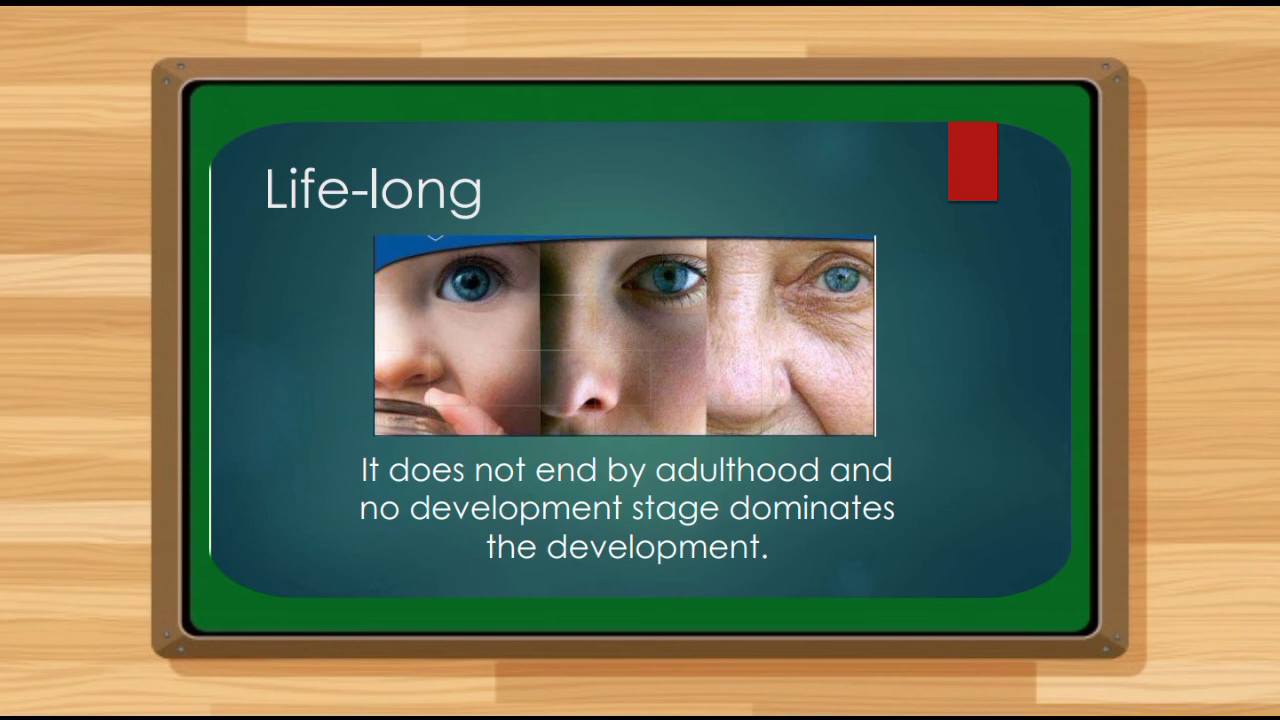 Life-long
It does not end by adulthood and
no development stage dominates
the development.